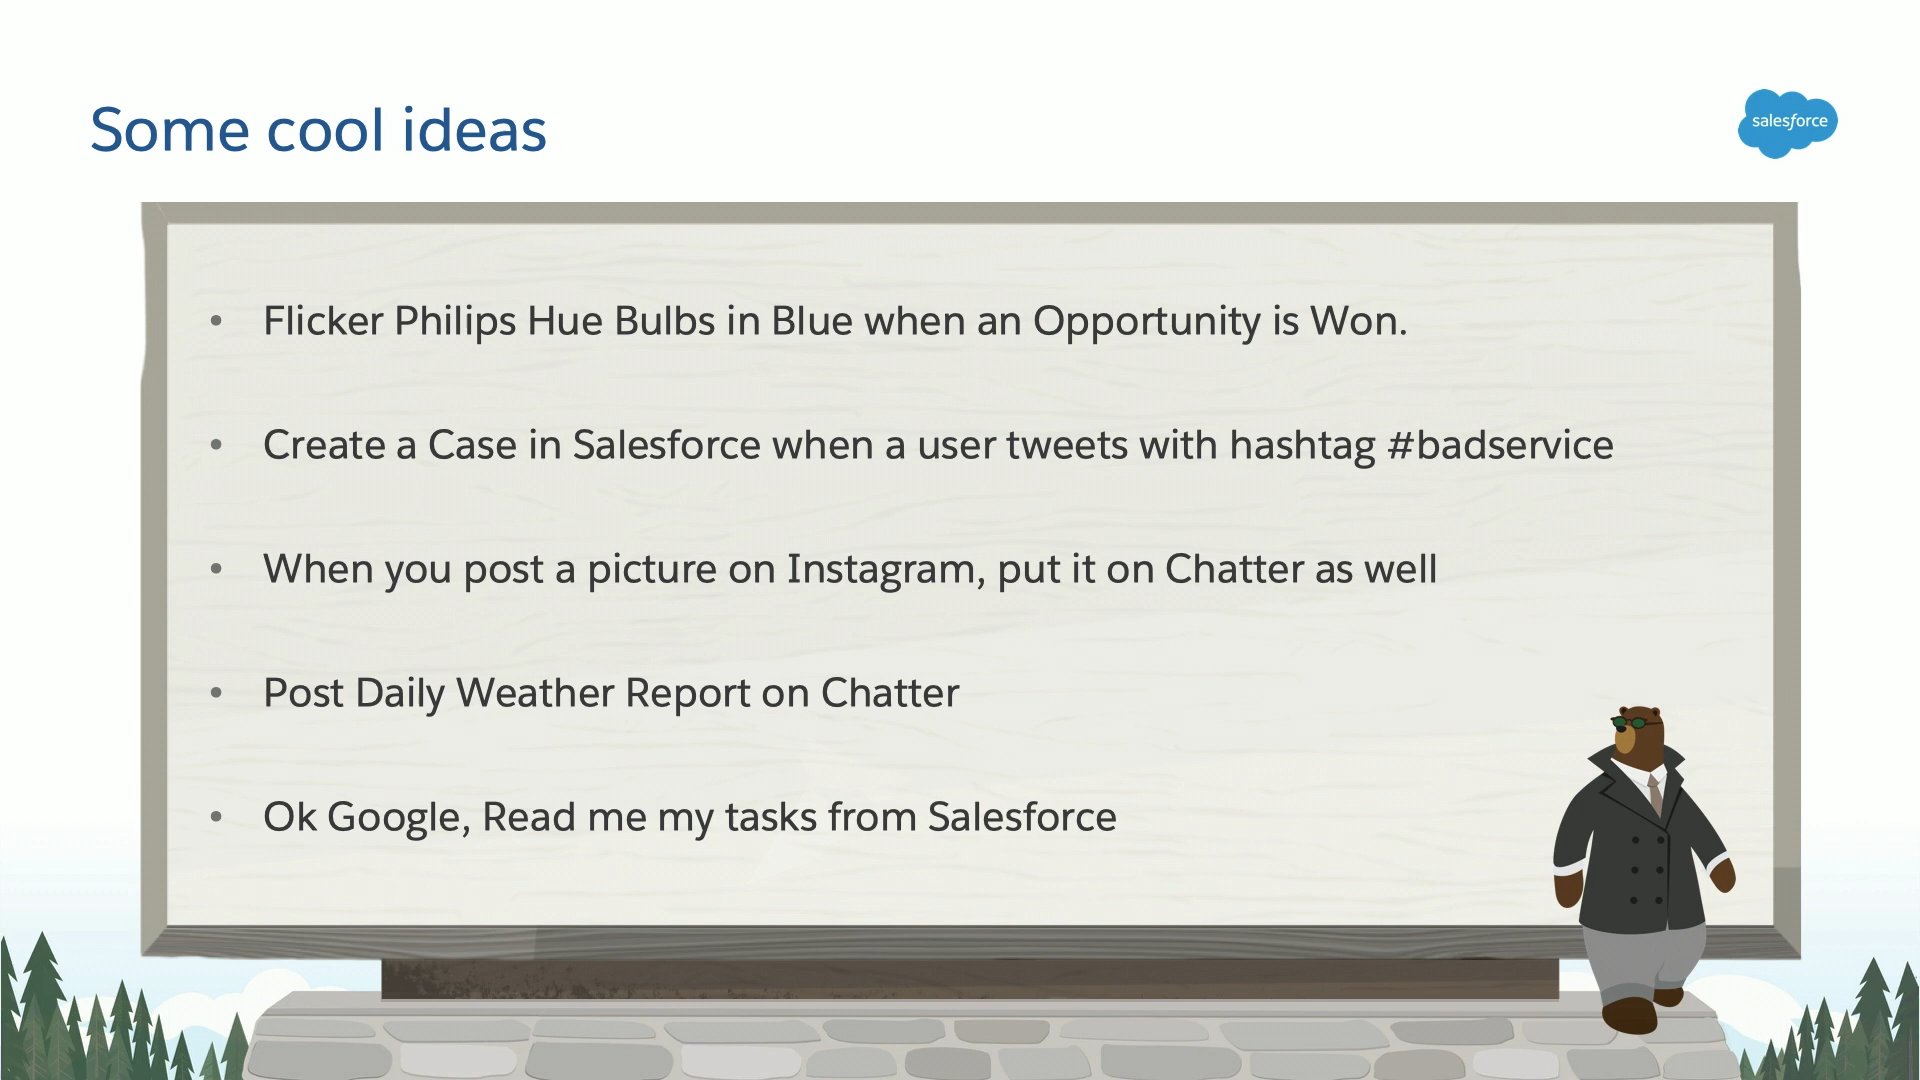 Some cool ideas
salesforce
• Flicker Philips Hue Bulbs in Blue when an Opportunity is Won.
• Create a Case in Salesforce when a user tweets with hashtag #badservice
• When you post a picture on Instagram, put it on Chatter as well
• Post Daily Weather Report on Chatter
• Ok Google, Read me my tasks from Salesforce